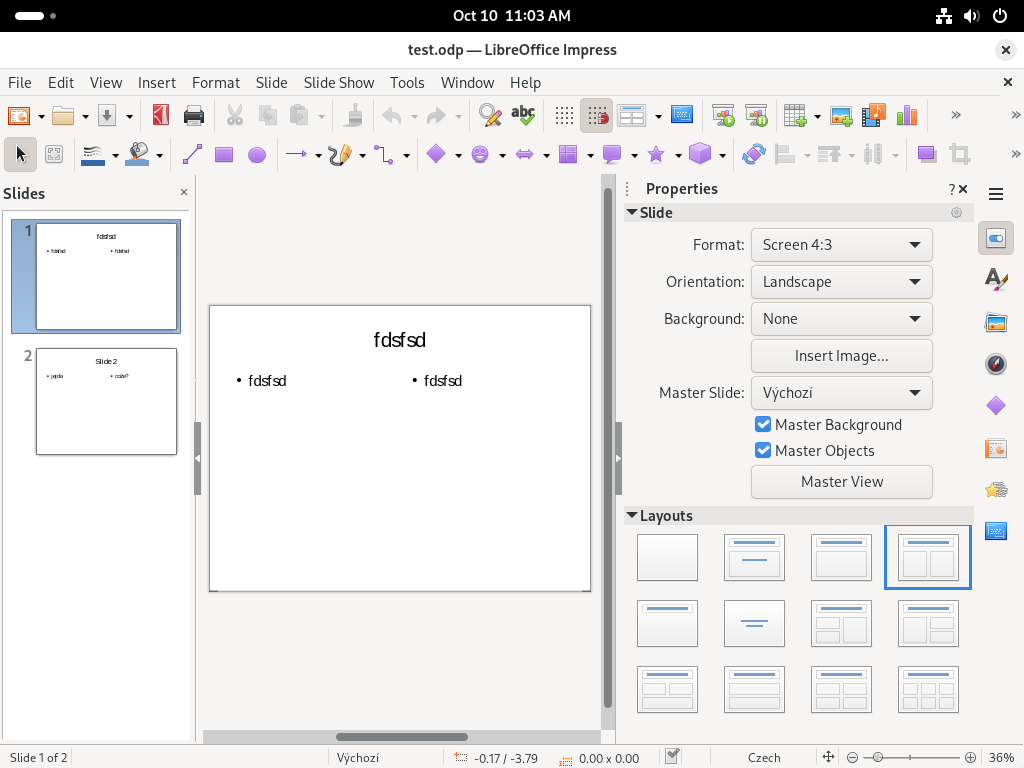 Oct 10 11:03 AM
test.odp — LibreOffice Impress
File Edit View Insert Format Slide Slide Show Tools Window Help
abc
Slides
1
fdsfsd
• fdsfsd • fdsfsd
2
Slide 2
• jejda • cože?
fdsfsd
• fdsfsd • fdsfsd
Properties
?
Slide
Format: Screen 4:3
Orientation: Landscape
Background: None
Insert Image...
Master Slide: Výchozí
Master Background
Master Objects
Master View
Layouts
Slide 1 of 2 Výchozí -0.17 / -3.79 0.00 x 0.00 Czech 36%